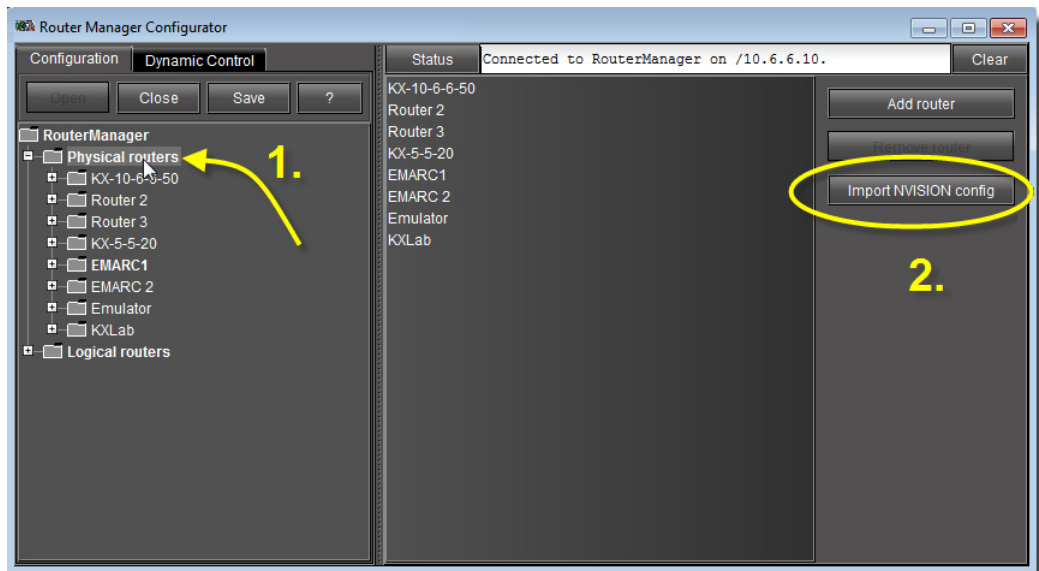 Router Manager Configurator
Configuration Dynamic Control
Open Close Save ?
RouterManager
Physical routers
KX-10-6-6-50
Router 2
Router 3
KX-5-5-20
EMARC1
EMARC 2
Emulator
KXLab
Logical routers
1.
Status Connected to RouterManager on /10.6.6.10. Clear
KX-10-6-6-50
Router 2
Router 3
KX-5-5-20
EMARC1
EMARC 2
Emulator
KXLab
Add router
Remove router
Import NVISION config
2.